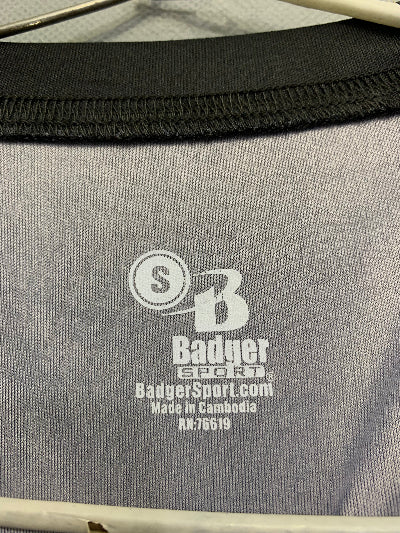 S
B
Badger
SPORT
BadgerSport.com
Made in Cambodia
RN:76619